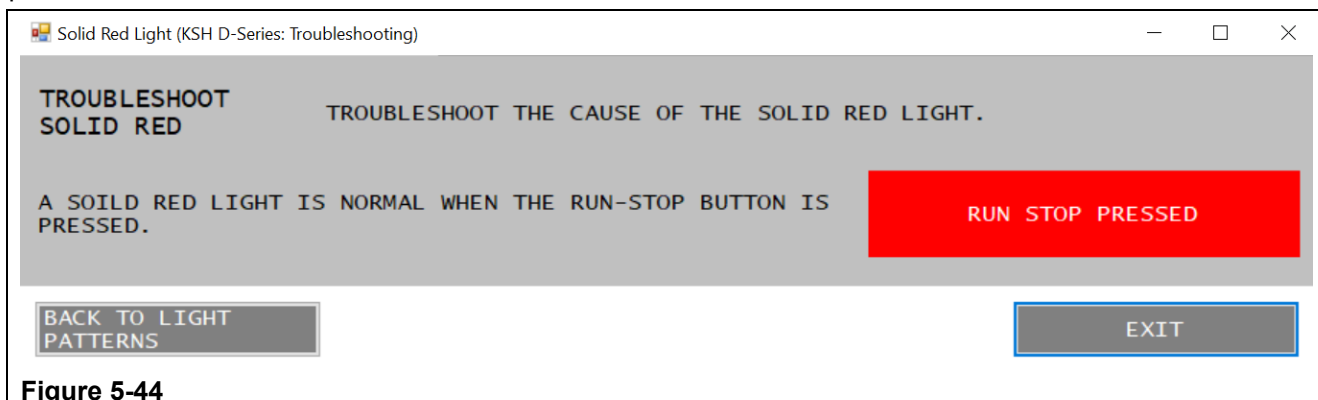 Solid Red Light (KSH D-Series: Troubleshooting)
TROUBLESHOOT
SOLID RED
TROUBLESHOOT THE CAUSE OF THE SOLID RED LIGHT.
A SOILD RED LIGHT IS NORMAL WHEN THE RUN-STOP BUTTON IS
PRESSED.
RUN STOP PRESSED
BACK TO LIGHT
PATTERNS
EXIT
Figure 5-44